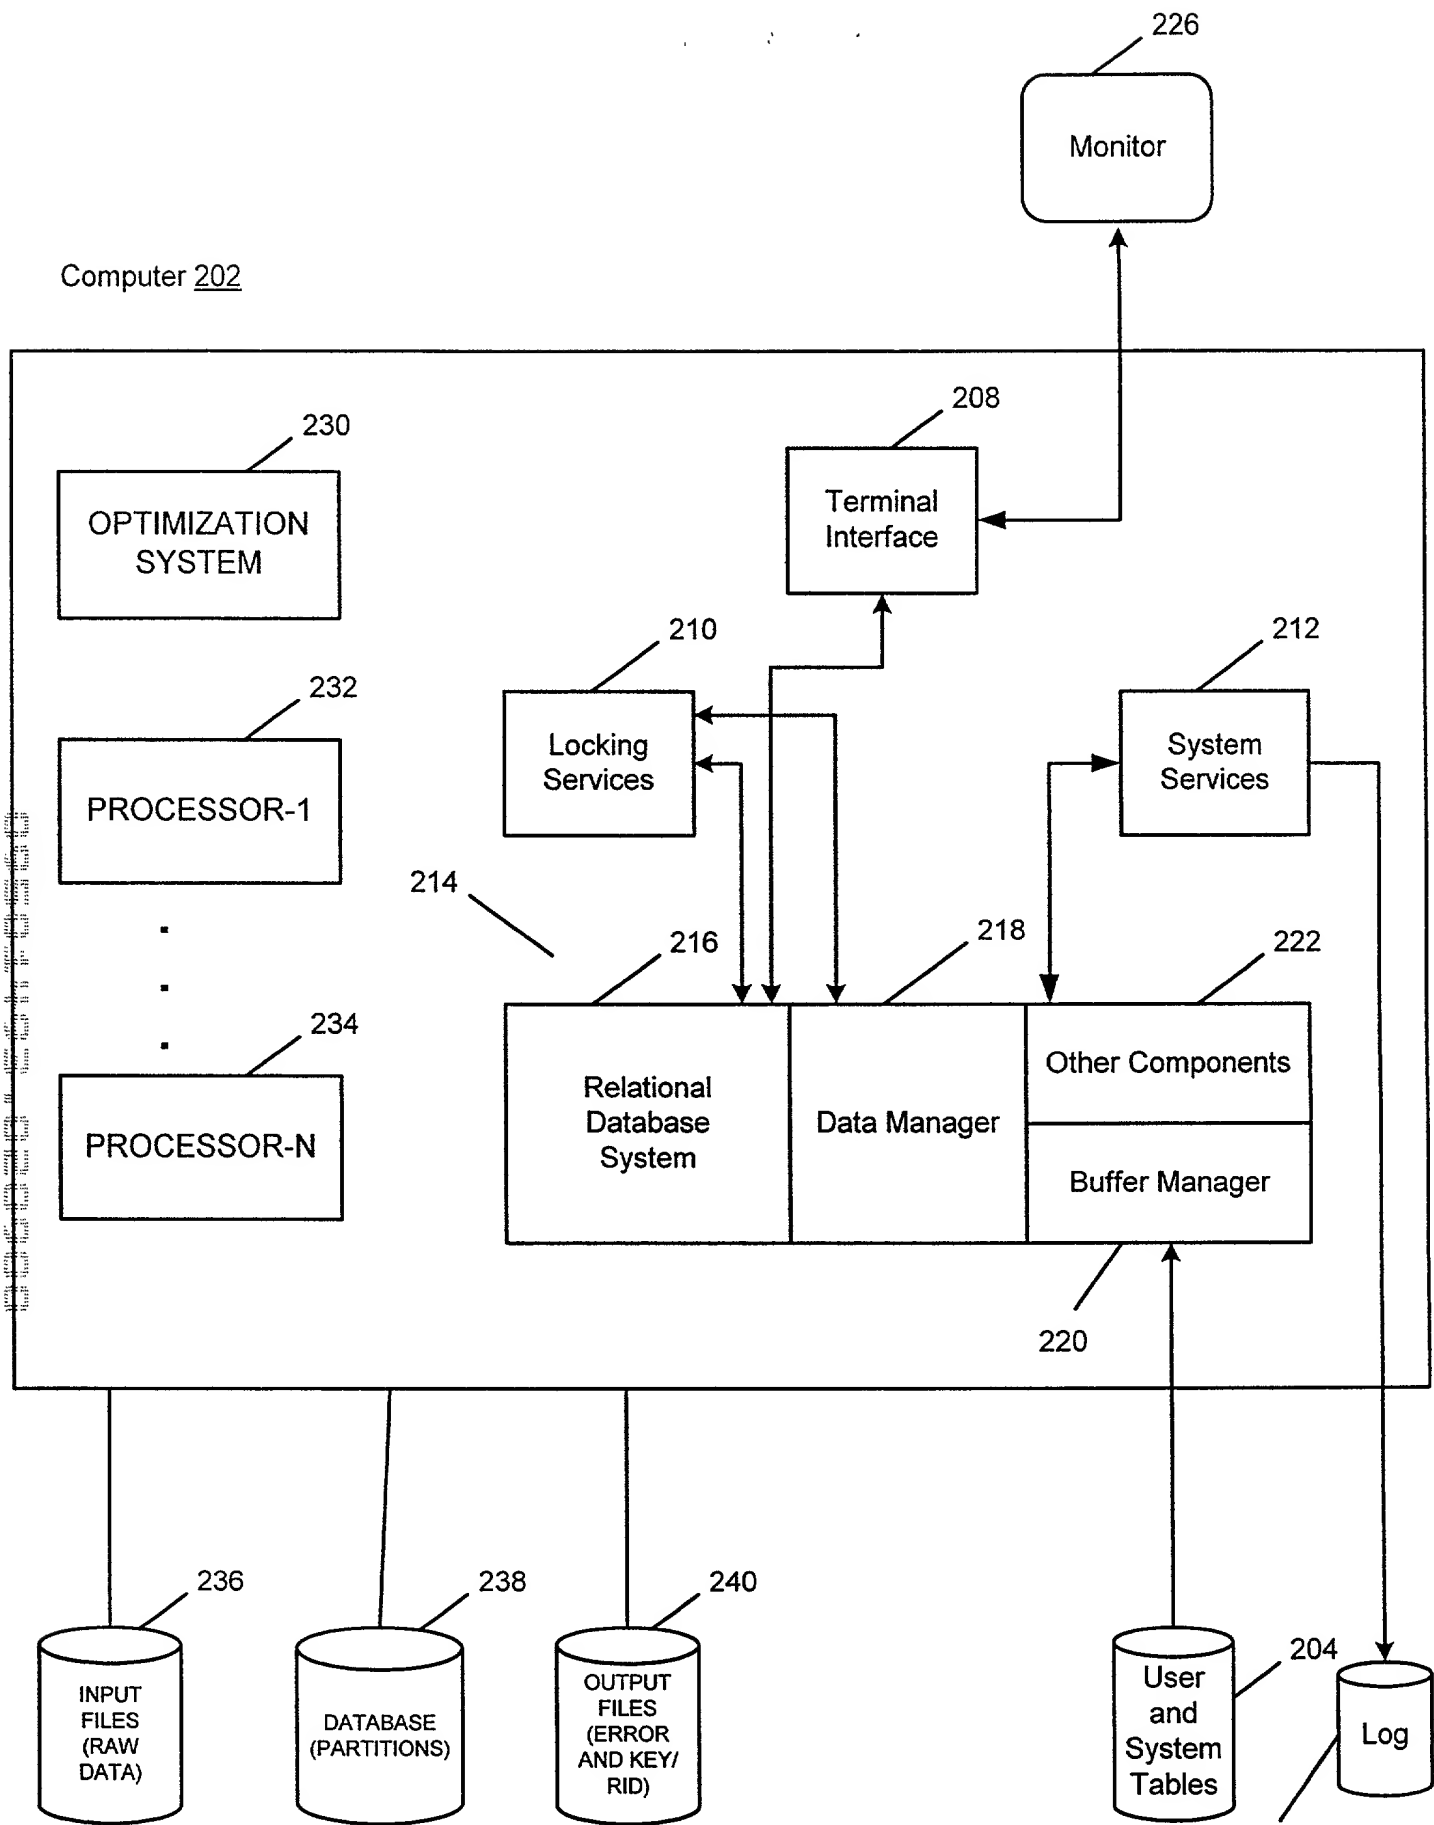 226
Monitor
Computer 202
208
230
Terminal
Interface
OPTIMIZATION
SYSTEM
210
212
232
Locking
Services
System
Services
PROCESSOR-1
214
216
218
222
234
Other Components
Relational
Database
System
Data Manager
PROCESSOR-N
Buffer Manager
220
236
238
240
204
INPUT
FILES
(RAW
DATA)
DATABASE
(PARTITIONS)
OUTPUT
FILES
(ERROR
AND KEY/
RID)
User
and
System
Tables
Log